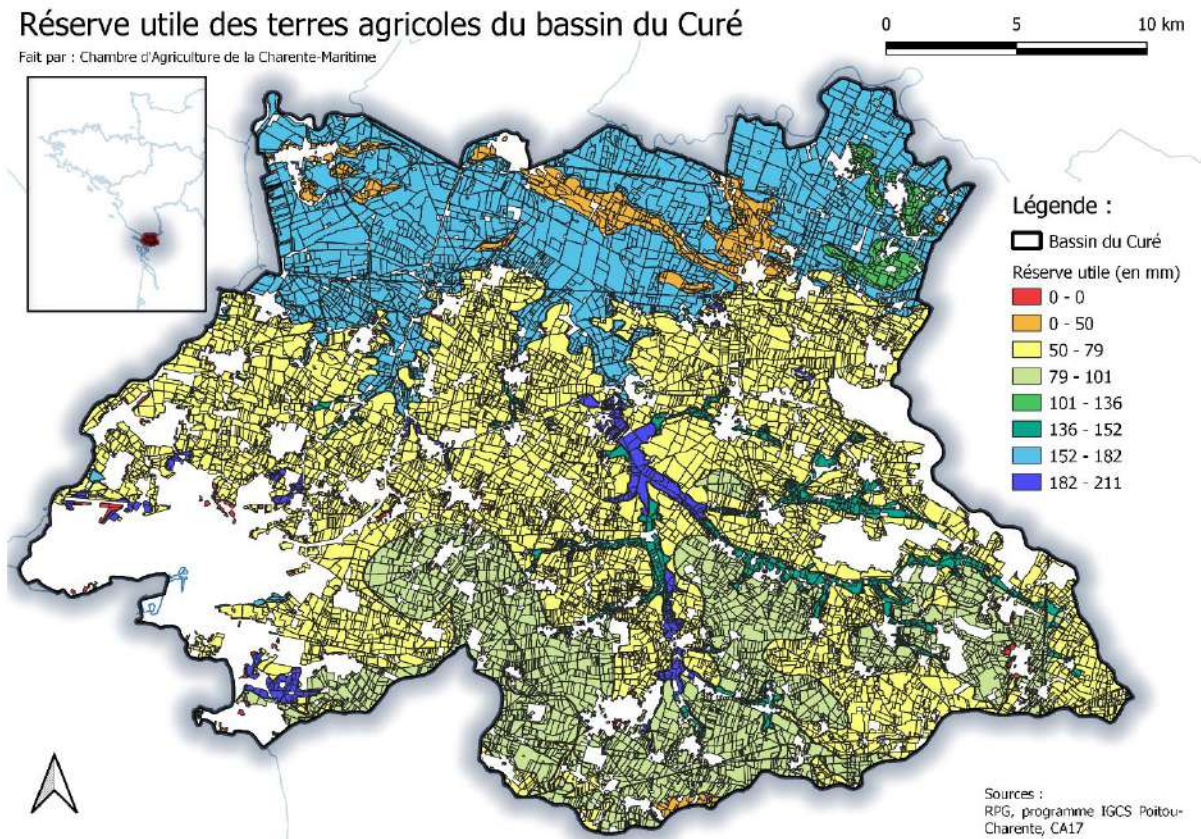 Réserve utile des terres agricoles du bassin du Curé
Fait par : Chambre d'Agriculture de la Charente-Maritime
0 5 10 km
Légende :
Bassin du Curé
Réserve utile (en mm)
0 - 0
0 - 50
50 - 79
79 - 101
101 - 136
136 - 152
152 - 182
182 - 211
Sources :
RPG, programme IGCS Poitou-
Charente, CA17